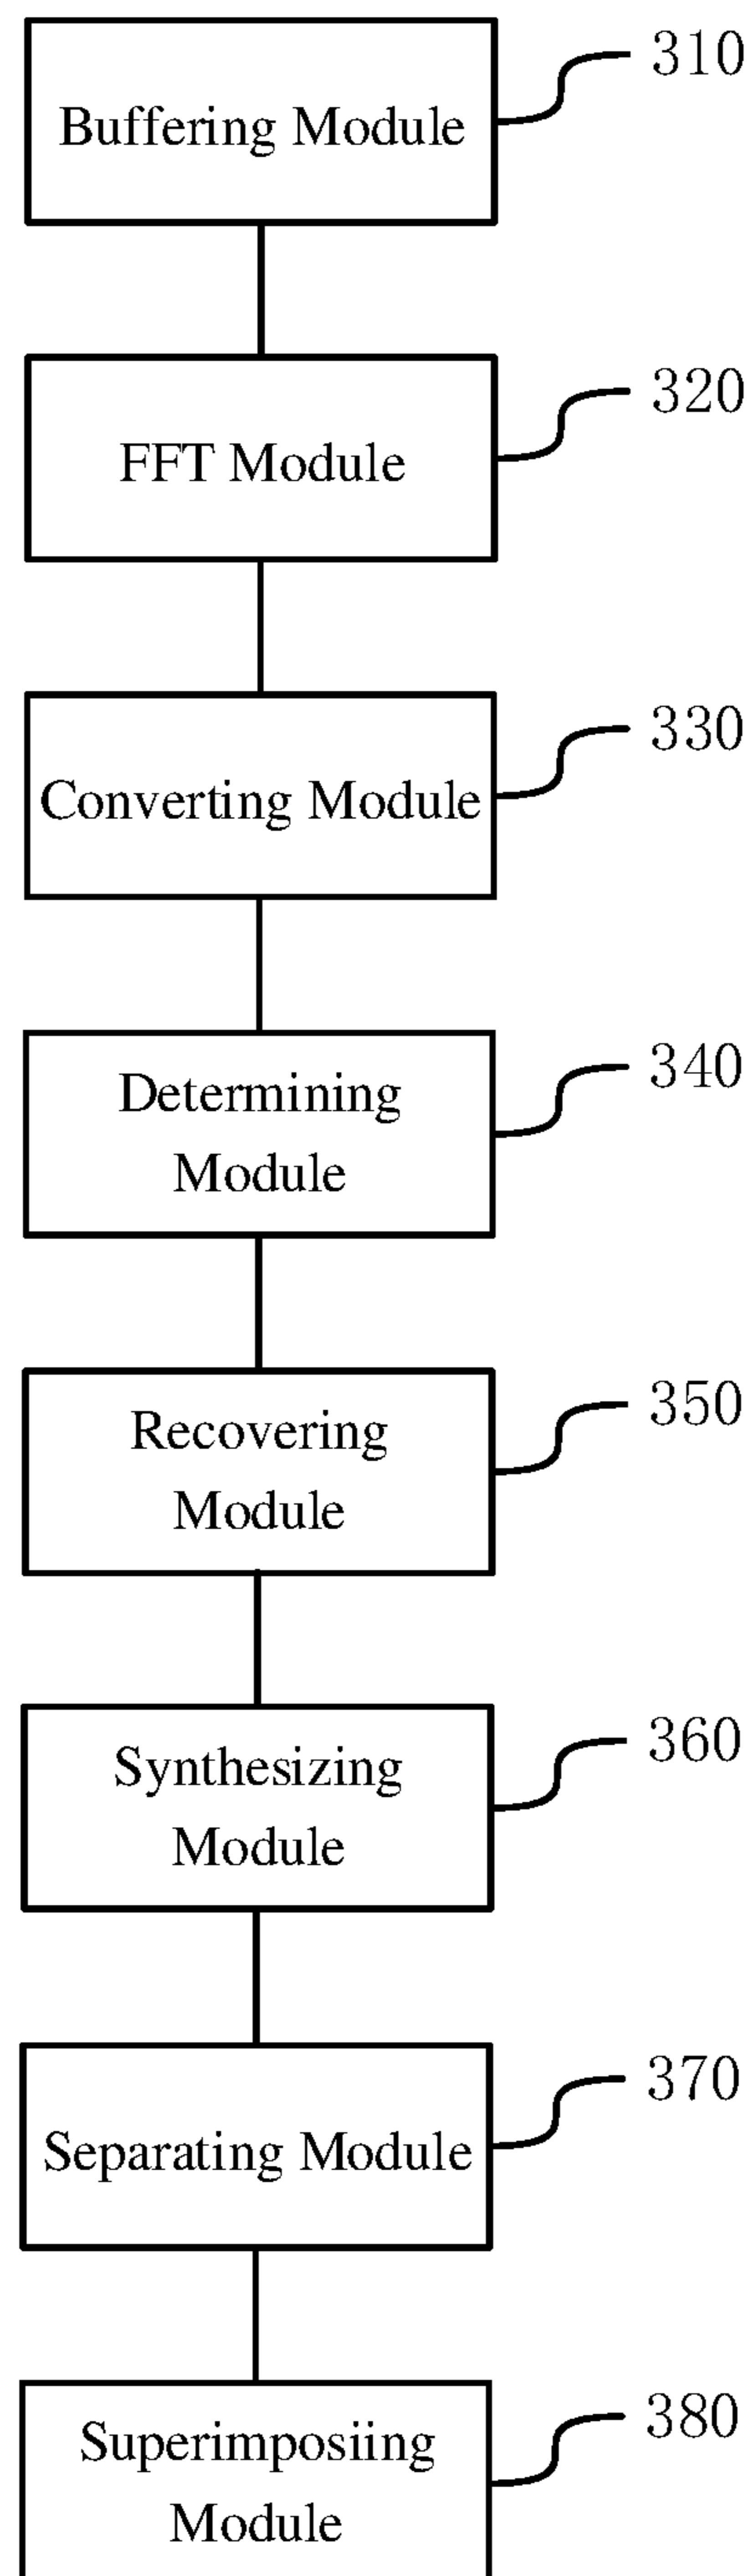 Buffering Module
310
FFT Module
320
Converting Module
330
Determining
Module
340
Recovering
Module
350
Synthesizing
Module
360
Separating Module
370
Superimposiing
Module
380